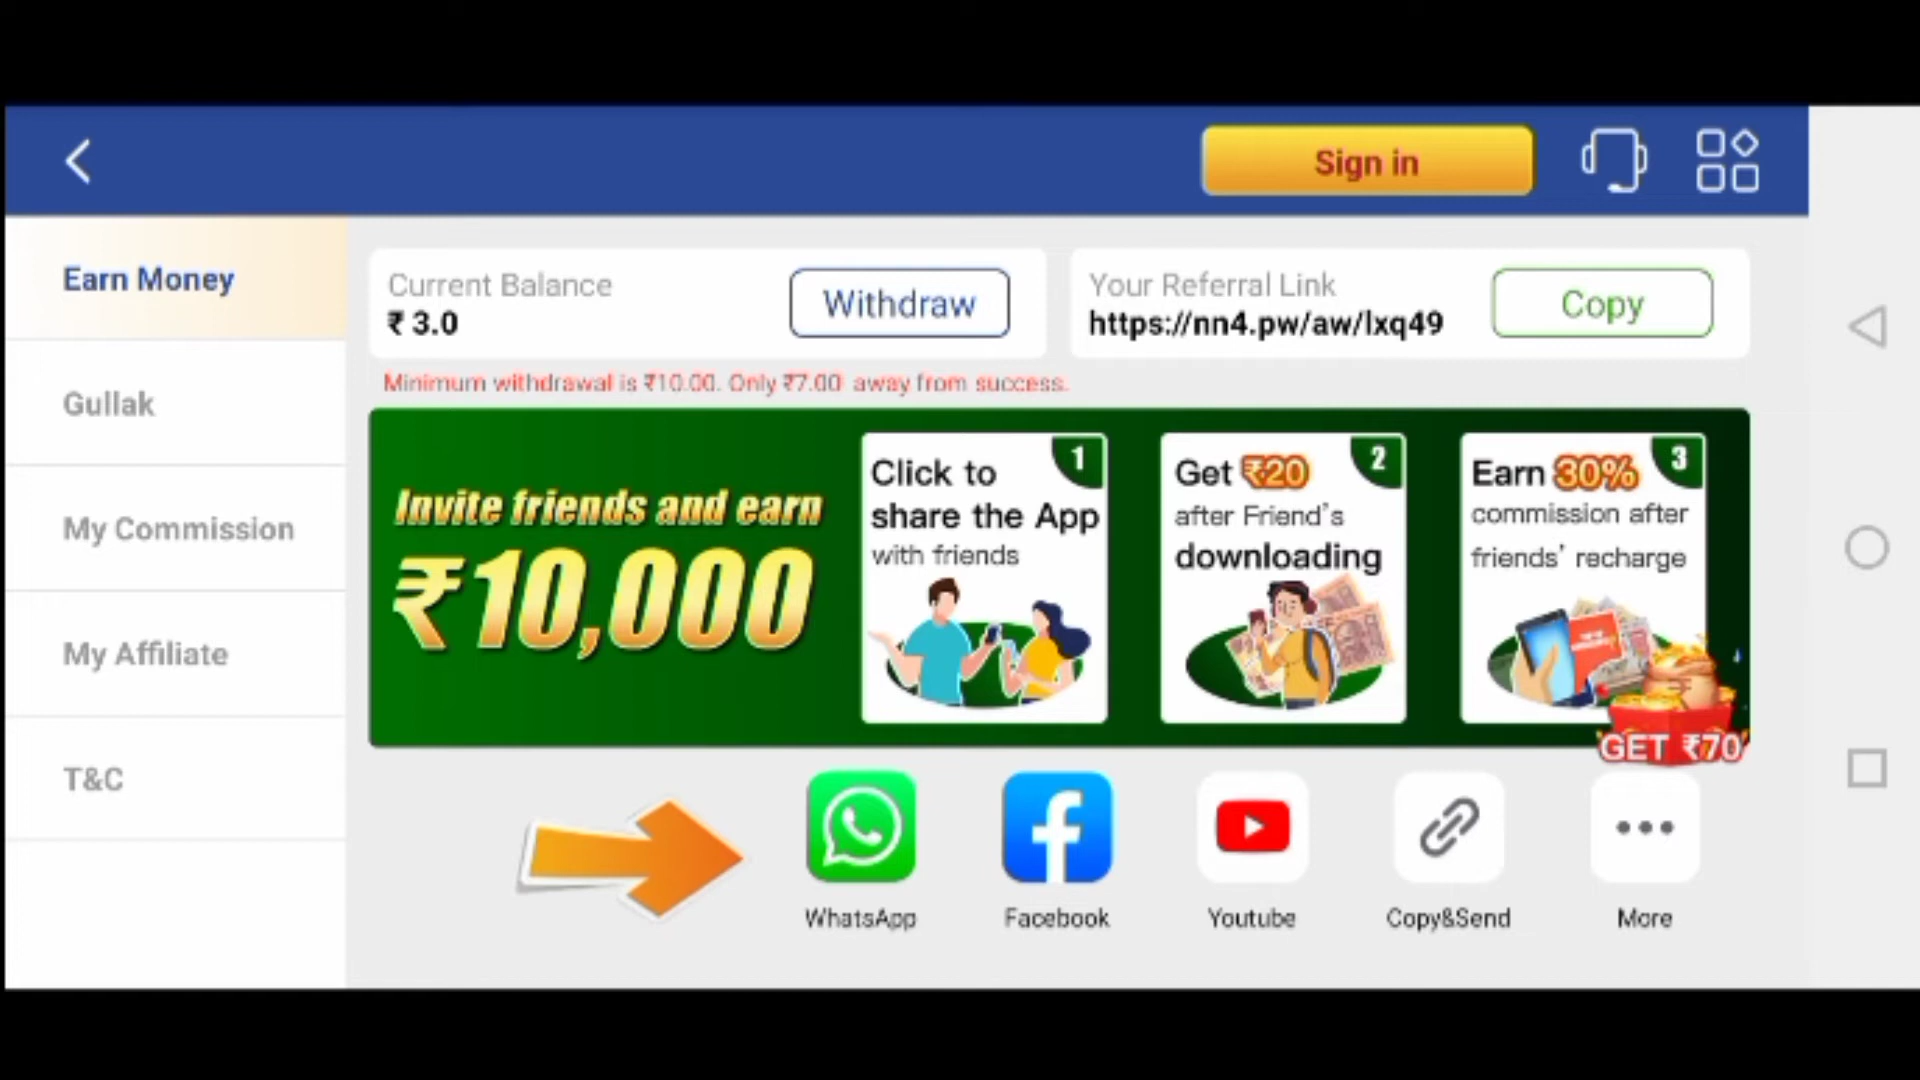 Sign in
Earn Money
Gullak
My Commission
My Affiliate
T&C
Current Balance
₹ 3.0
Withdraw
Your Referral Link
https://nn4.pw/aw/lxq49
Copy
Minimum withdrawal is ₹10.00. Only ₹7.00 away from success.
Invite friends and earn
₹10,000
1
Click to
share the App
with friends
2
Get ₹20
after Friend's
downloading
3
Earn 30%
commission after
friends' recharge
GET ₹70
WhatsApp
Facebook
Youtube
Copy&Send
More